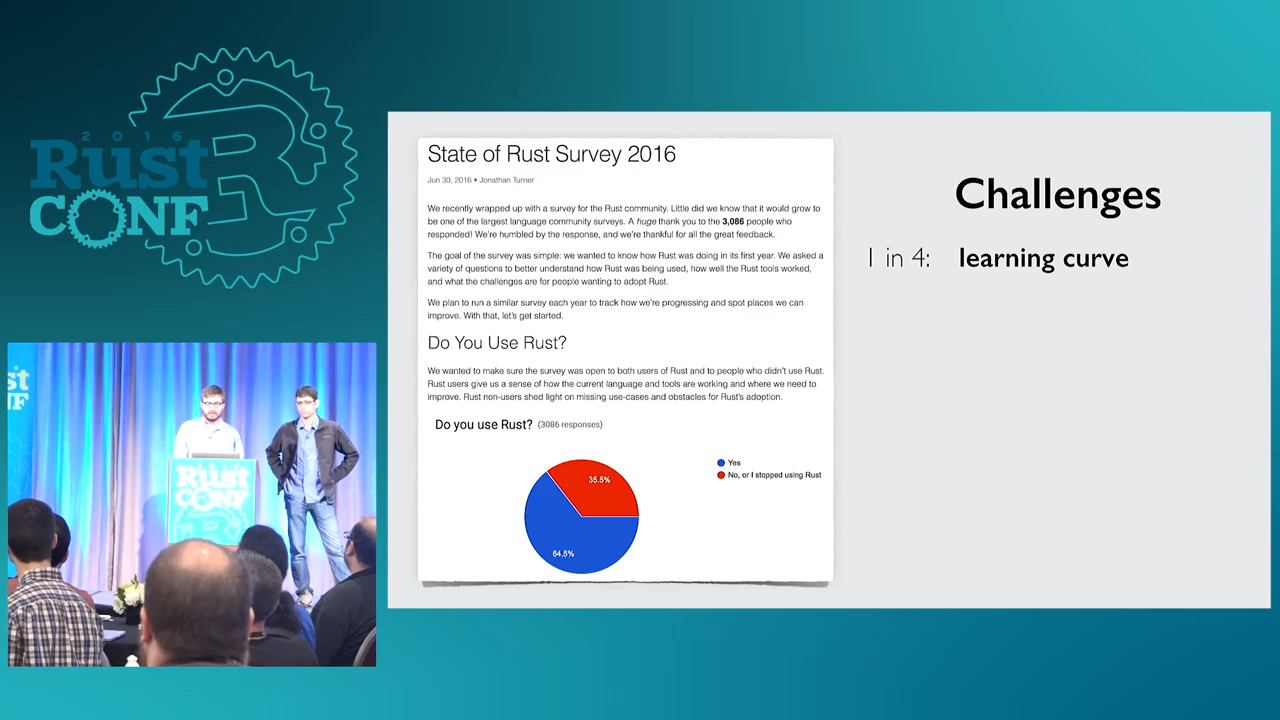 2016
Rust
CONF
State of Rust Survey 2016
Jun 30, 2016 • Jonathan Turner
We recently wrapped up with a survey for the Rust community. Little did we know that it would grow to
be one of the largest language community surveys. A huge thank you to the 3,086 people who
responded! We're humbled by the response, and we're thankful for all the great feedback.
The goal of the survey was simple: we wanted to know how Rust was doing in its first year. We asked a
variety of questions to better understand how Rust was being used, how well the Rust tools worked,
and what the challenges are for people wanting to adopt Rust.
We plan to run a similar survey each year to track how we're progressing and spot places we can
improve. With that, let's get started.
Do You Use Rust?
We wanted to make sure the survey was open to both users of Rust and to people who didn't use Rust.
Rust users give us a sense of how the current language and tools are working and where we need to
improve. Rust non-users shed light on missing use-cases and obstacles for Rust's adoption.
Do you use Rust? (3086 responses)
Yes
No, or I stopped using Rust
35.5%
64.5%
Challenges
1 in 4: learning curve
st
NF
Rust
CONF